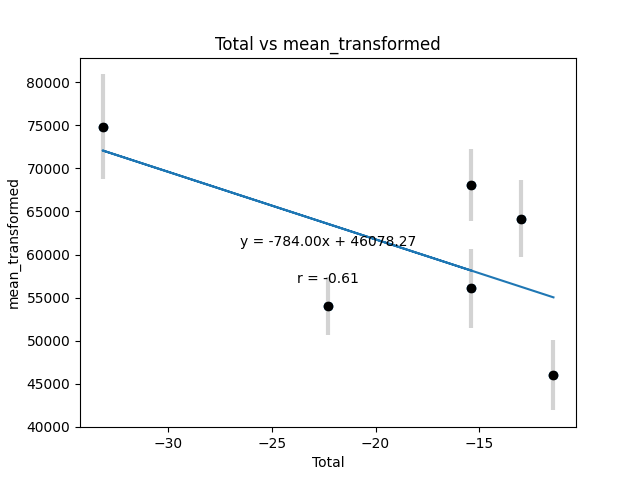 Total vs mean_transformed
mean_transformed
80000
75000
70000
65000
60000
55000
50000
45000
40000
y = -784.00x + 46078.27
r = -0.61
−30
−25
−20
−15
Total